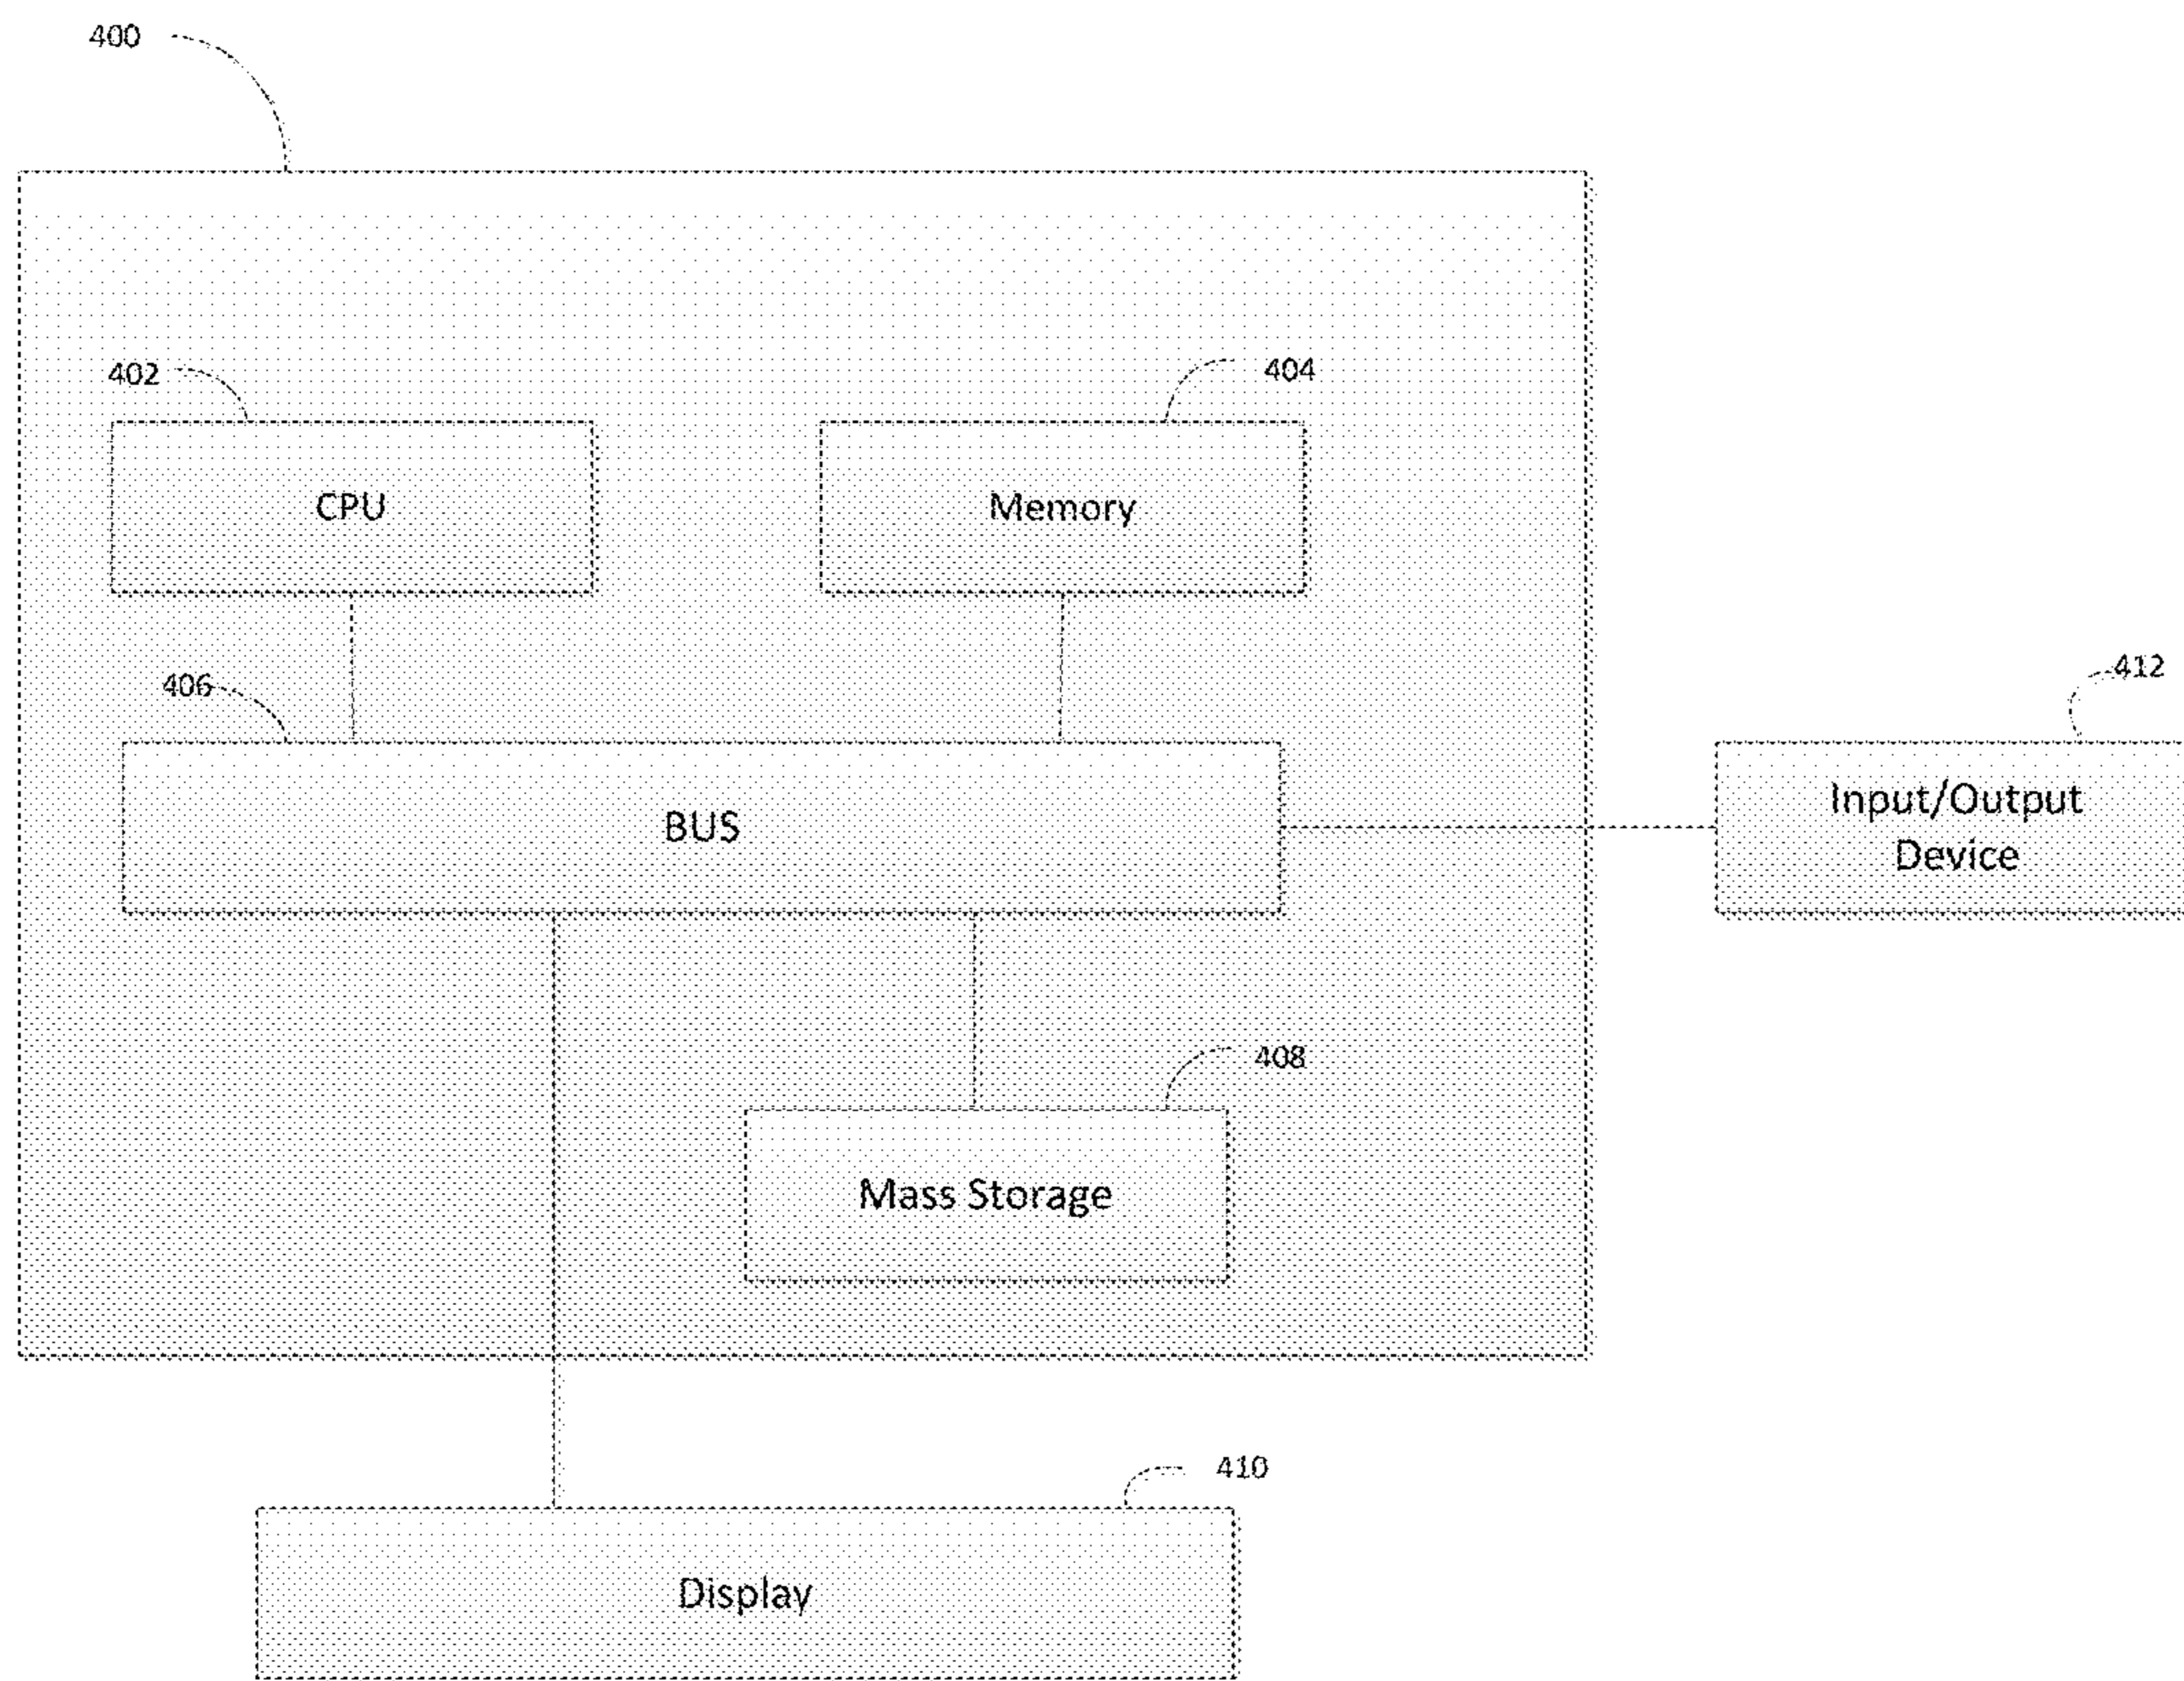 400
402
404
CPU
Memory
406
412
BUS
Input/Output
Device
408
Mass Storage
410
Display